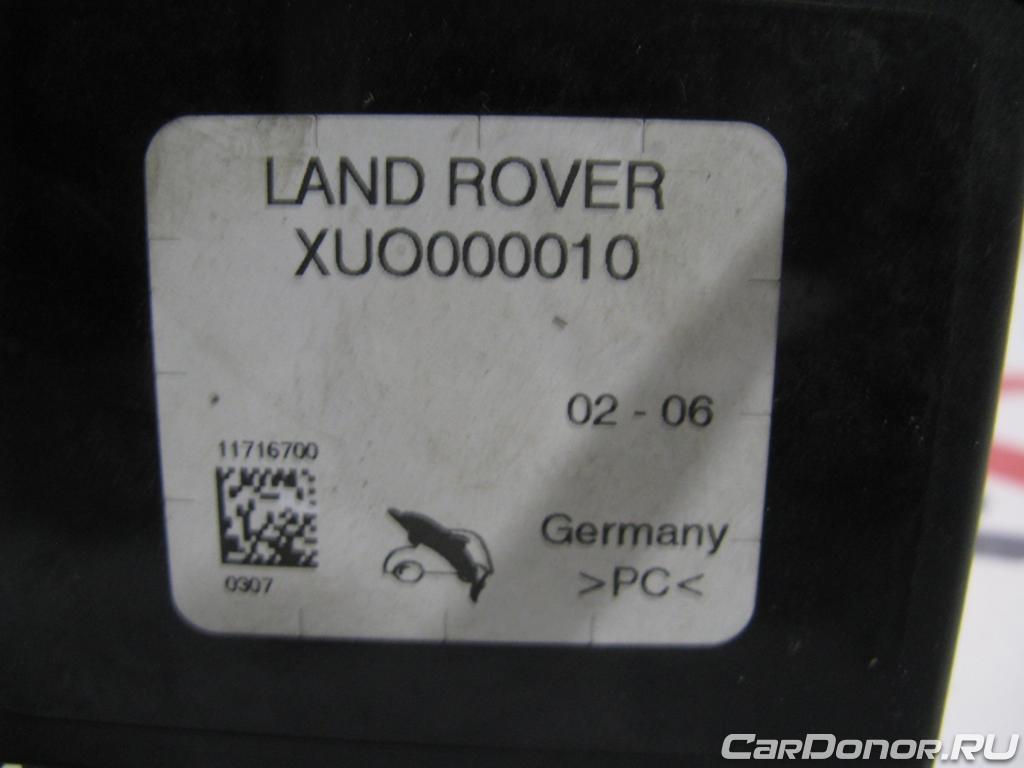 LAND ROVER
XUO000010
02 - 06
11716700
0307
Germany
>PC<
CarDonor.RU